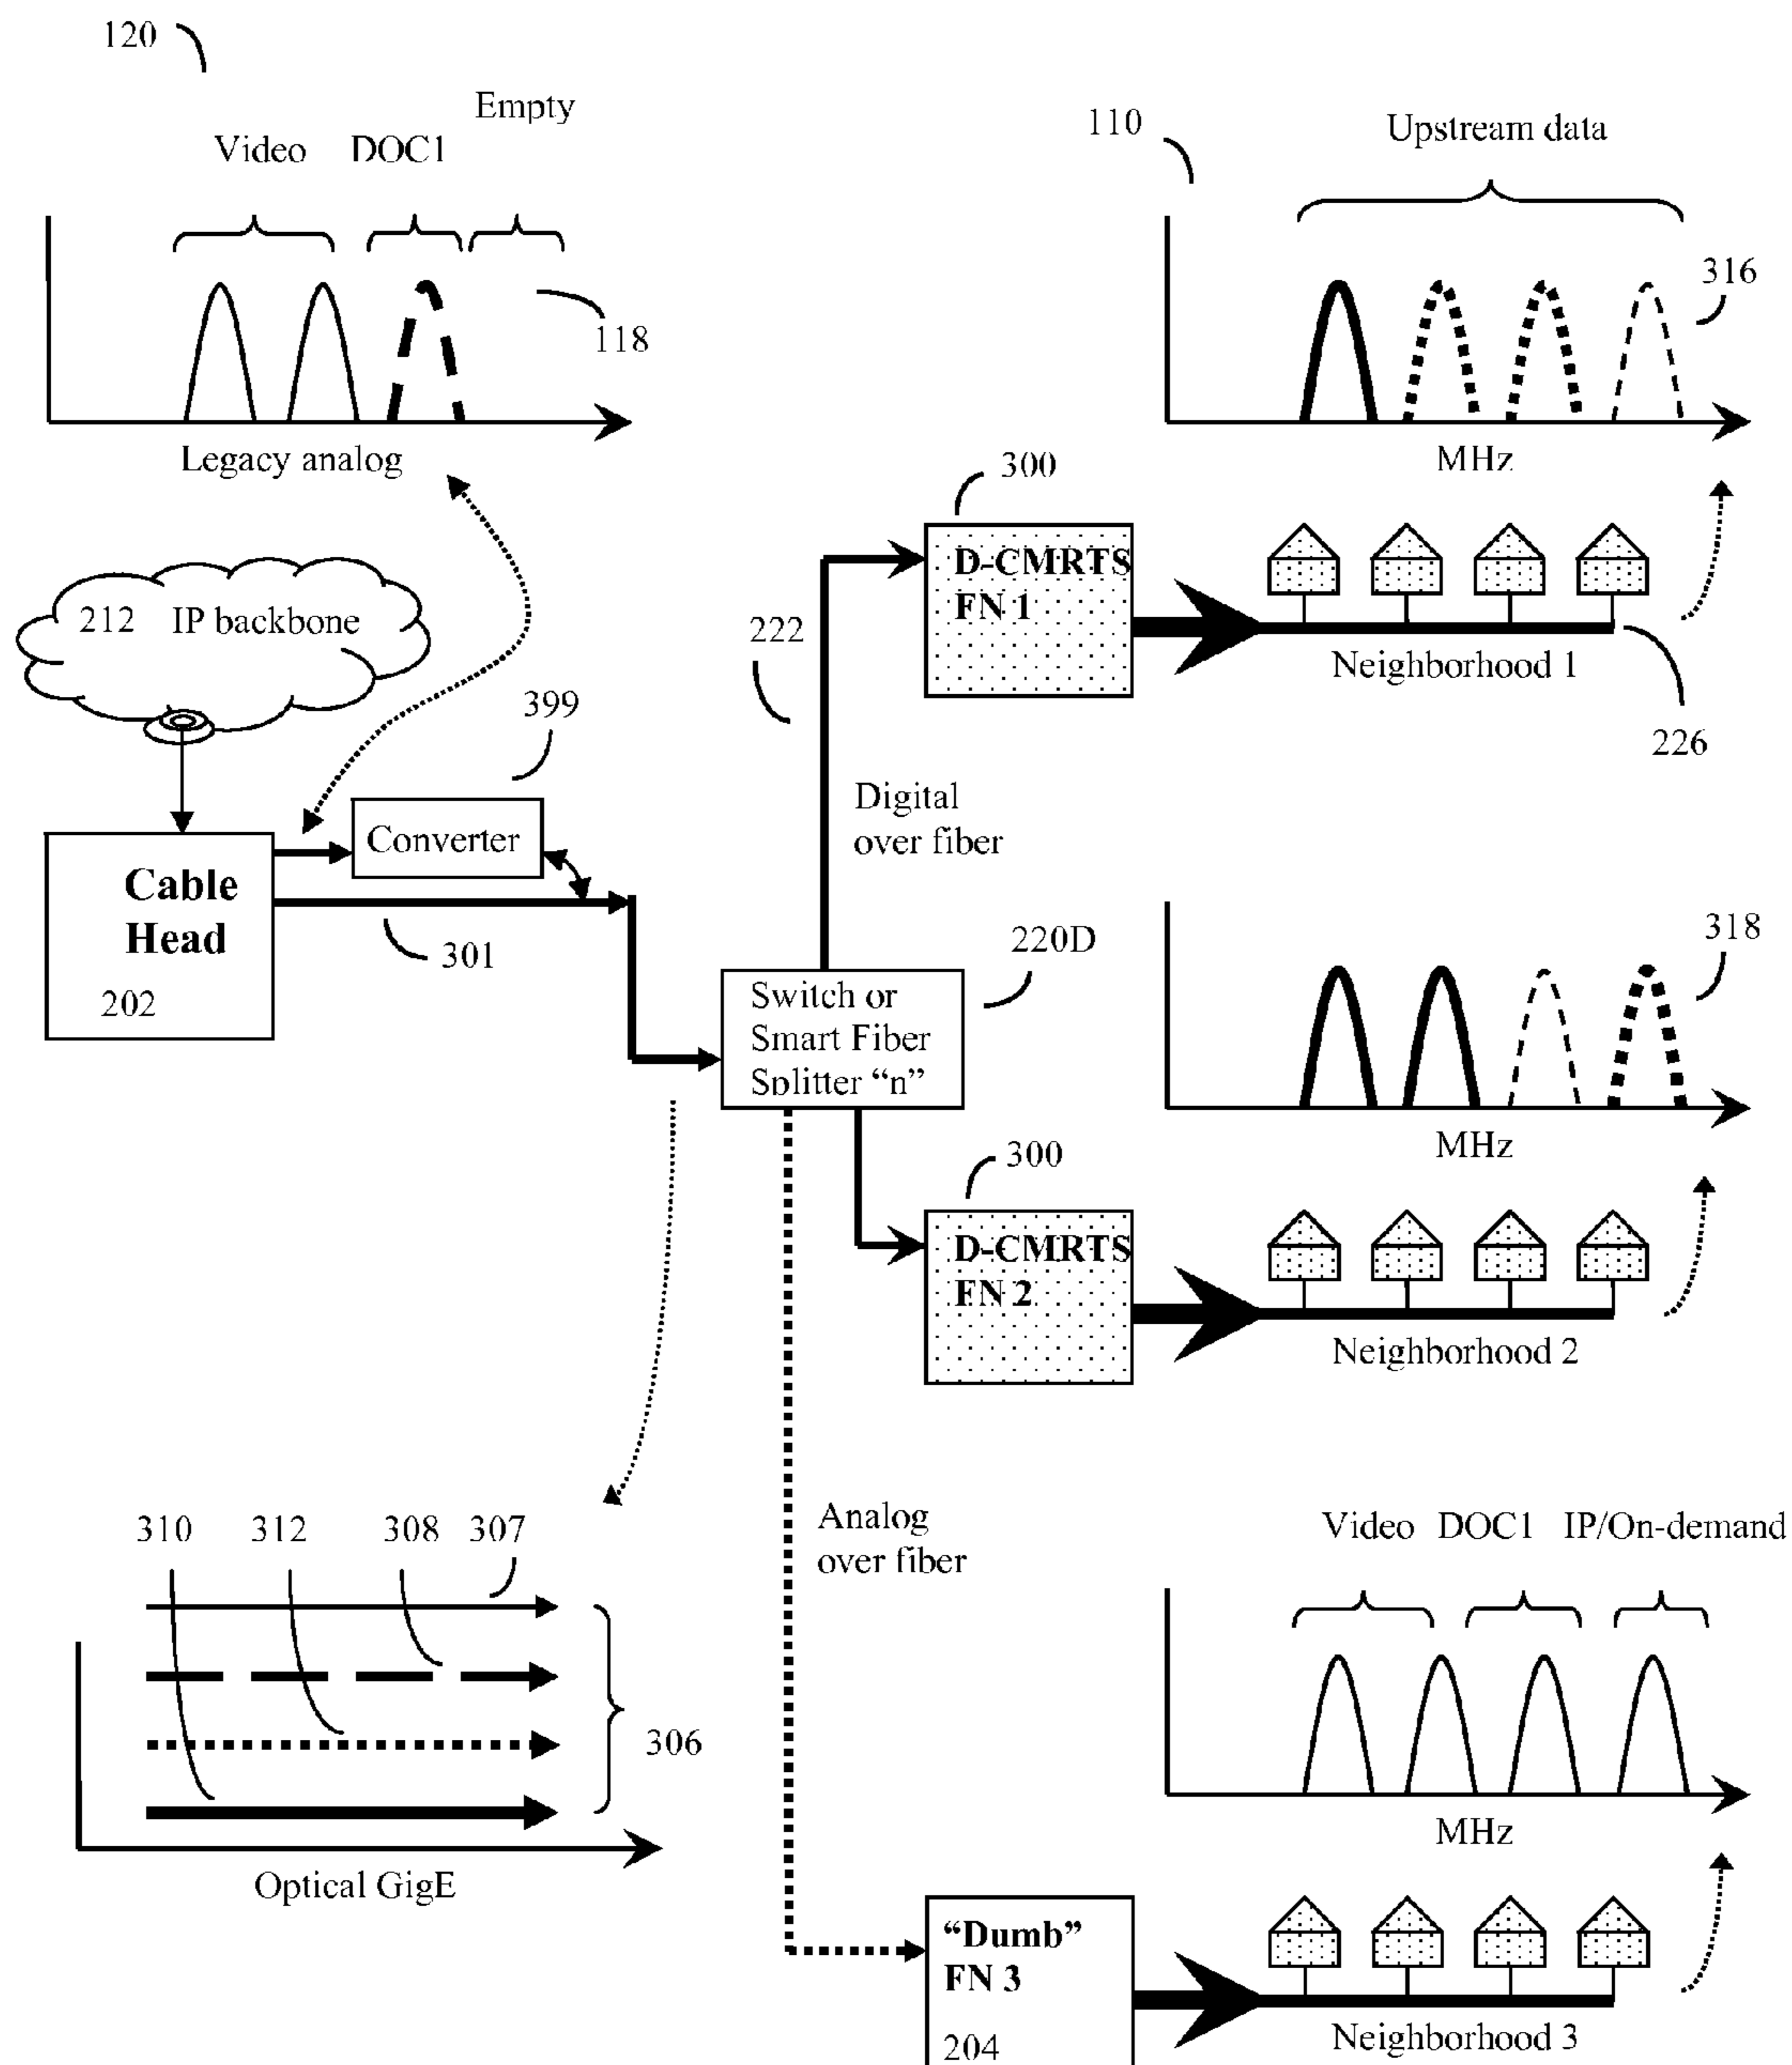 120
Empty
Video DOC1
118
Legacy analog
110
Upstream data
316
MHz
300
D-CMRTS
FN 1
222
Neighborhood 1
226
212 IP backbone
399
Converter
Cable
Head
202
301
Digital
over fiber
220D
Switch or
Smart Fiber
Splitter “n”
318
MHz
300
D-CMRTS
FN 2
Neighborhood 2
310 312 308 307
306
Optical GigE
Analog
over fiber
Video DOC1 IP/On-demand
MHz
“Dumb”
FN 3
204
Neighborhood 3